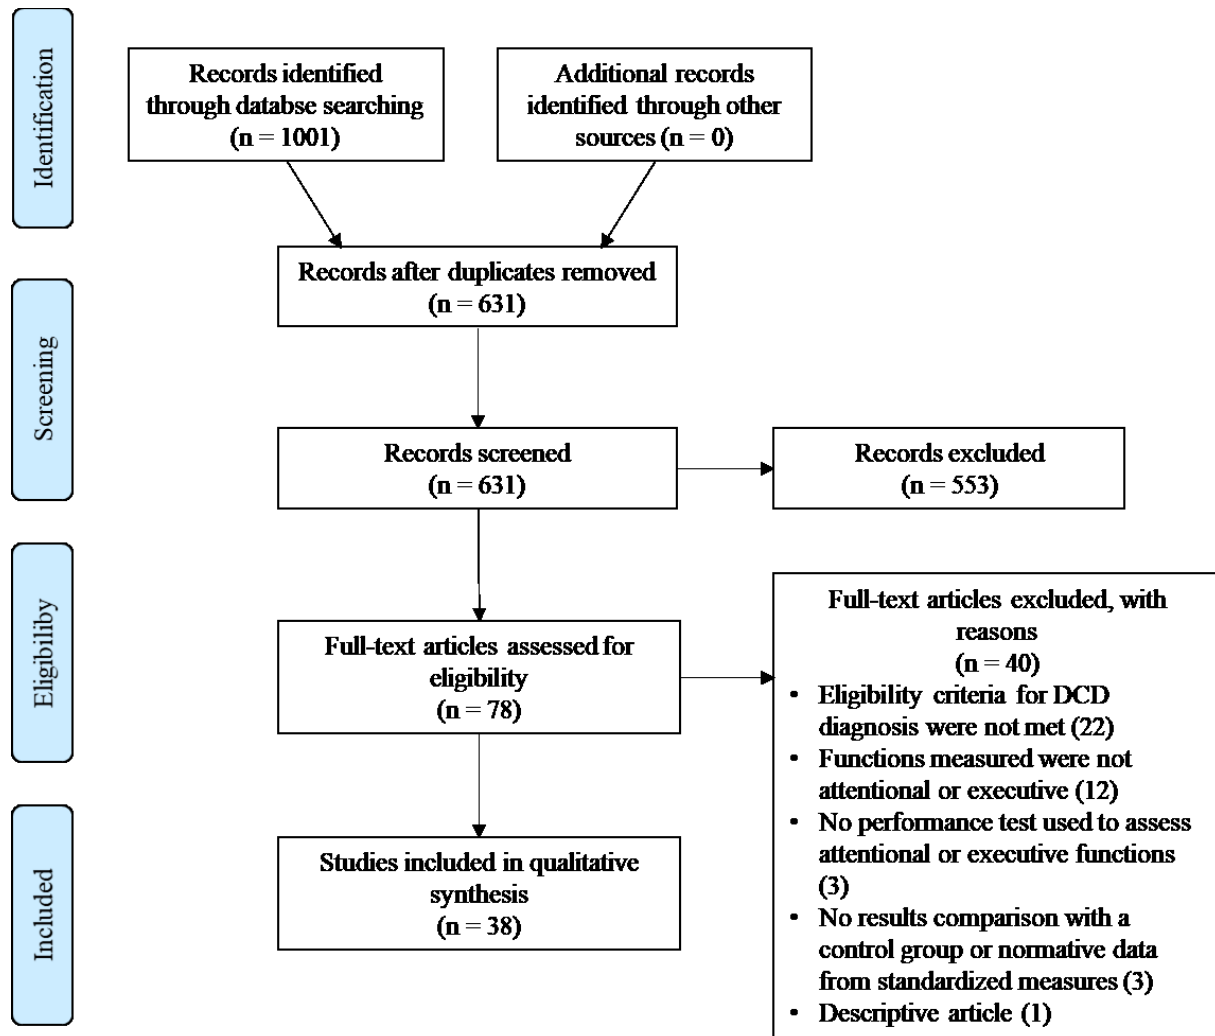 Identification
Records identified
through databse searching
(n = 1001)
Additional records
identified through other
sources (n = 0)
Records after duplicates removed
(n = 631)
Screening
Records screened
(n = 631)
Records excluded
(n = 553)
Eligibiliby
Full-text articles assessed for
eligibility
(n = 78)
Full-text articles excluded, with
reasons
(n = 40)
• Eligibility criteria for DCD
diagnosis were not met (22)
• Functions measured were not
attentional or executive (12)
• No performance test used to assess
attentional or executive functions
(3)
• No results comparison with a
control group or normative data
from standardized measures (3)
• Descriptive article (1)
Included
Studies included in qualitative
synthesis
(n = 38)